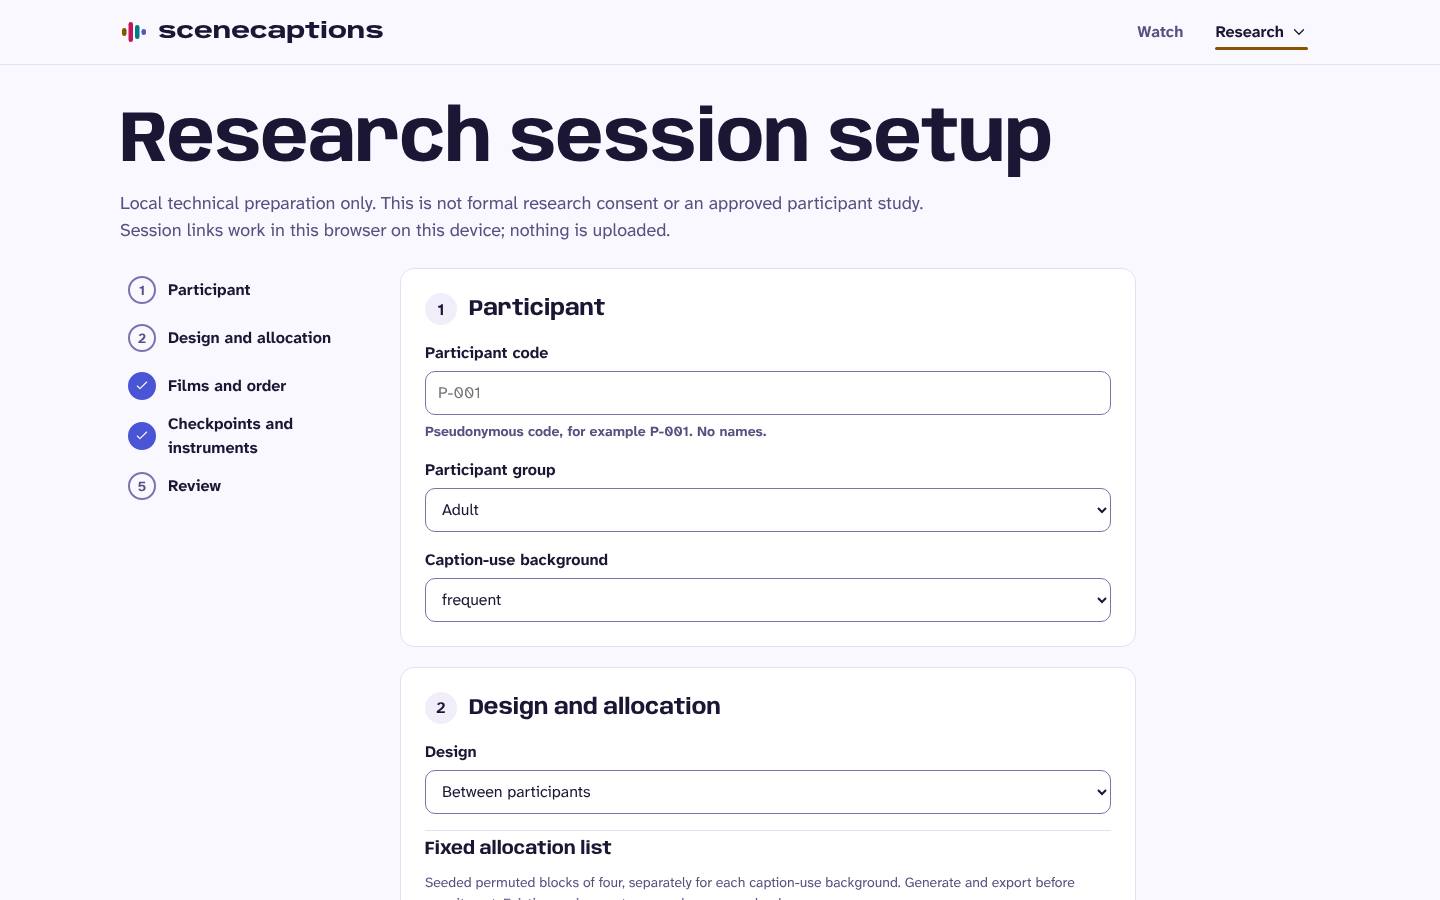 scenecaptions
Watch
Research
Research session setup
Local technical preparation only. This is not formal research consent or an approved participant study.
Session links work in this browser on this device; nothing is uploaded.
1 Participant
2 Design and allocation
Films and order
Checkpoints and
instruments
5 Review
1 Participant
Participant code
P-001
Pseudonymous code, for example P-001. No names.
Participant group
Adult
Caption-use background
frequent
2 Design and allocation
Design
Between participants
Fixed allocation list
Seeded permuted blocks of four, separately for each caption-use background. Generate and export before